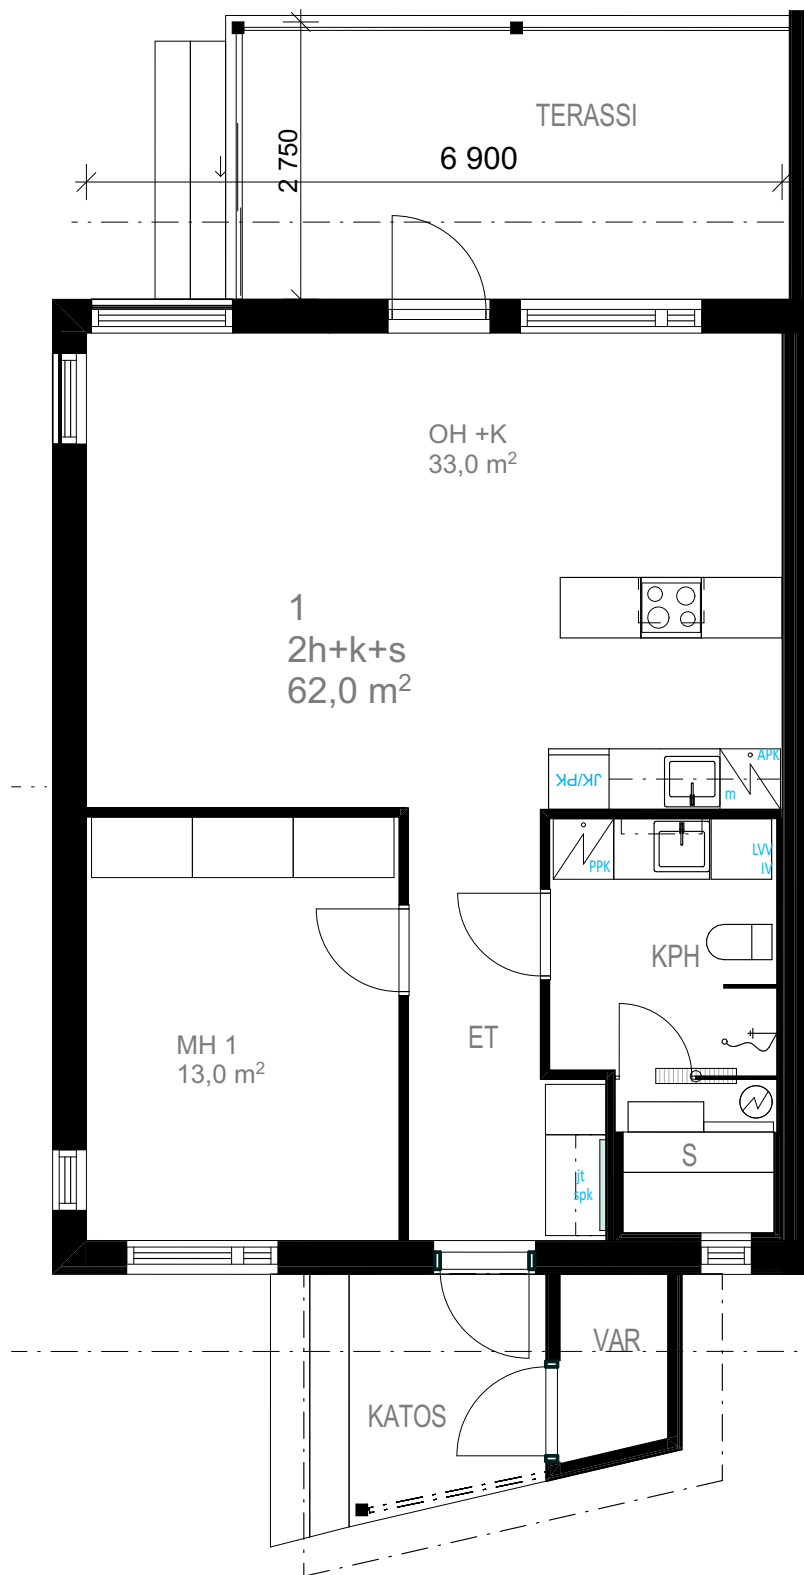 TERASSI
6 900
2 750
OH +K
33,0 m²
1
2h+k+s
62,0 m²
JK/PK
APK
m
PPK
LVV
IV
KPH
ET
MH 1
13,0 m²
S
jt
spk
VAR
KATOS